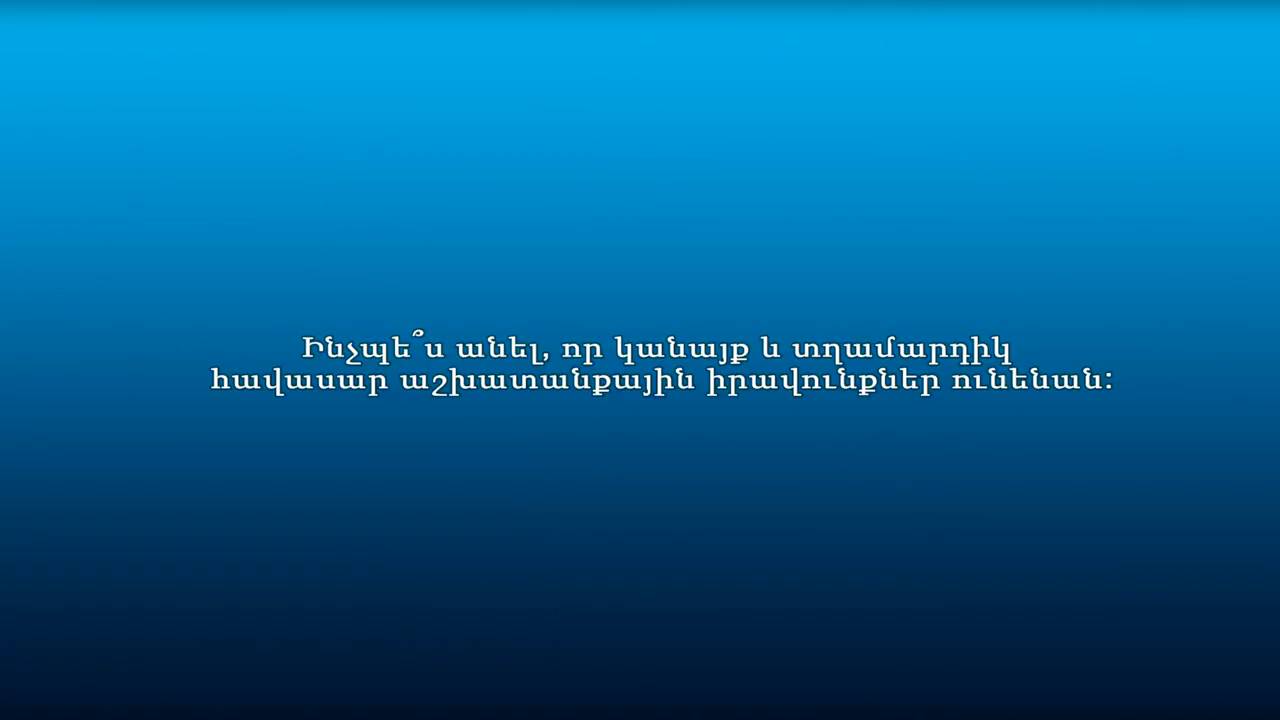 Ինչպե՞ս անել, որ կանայք և տղամարդիկ
հավասար աշխատանքային իրավունքներ ունենան: